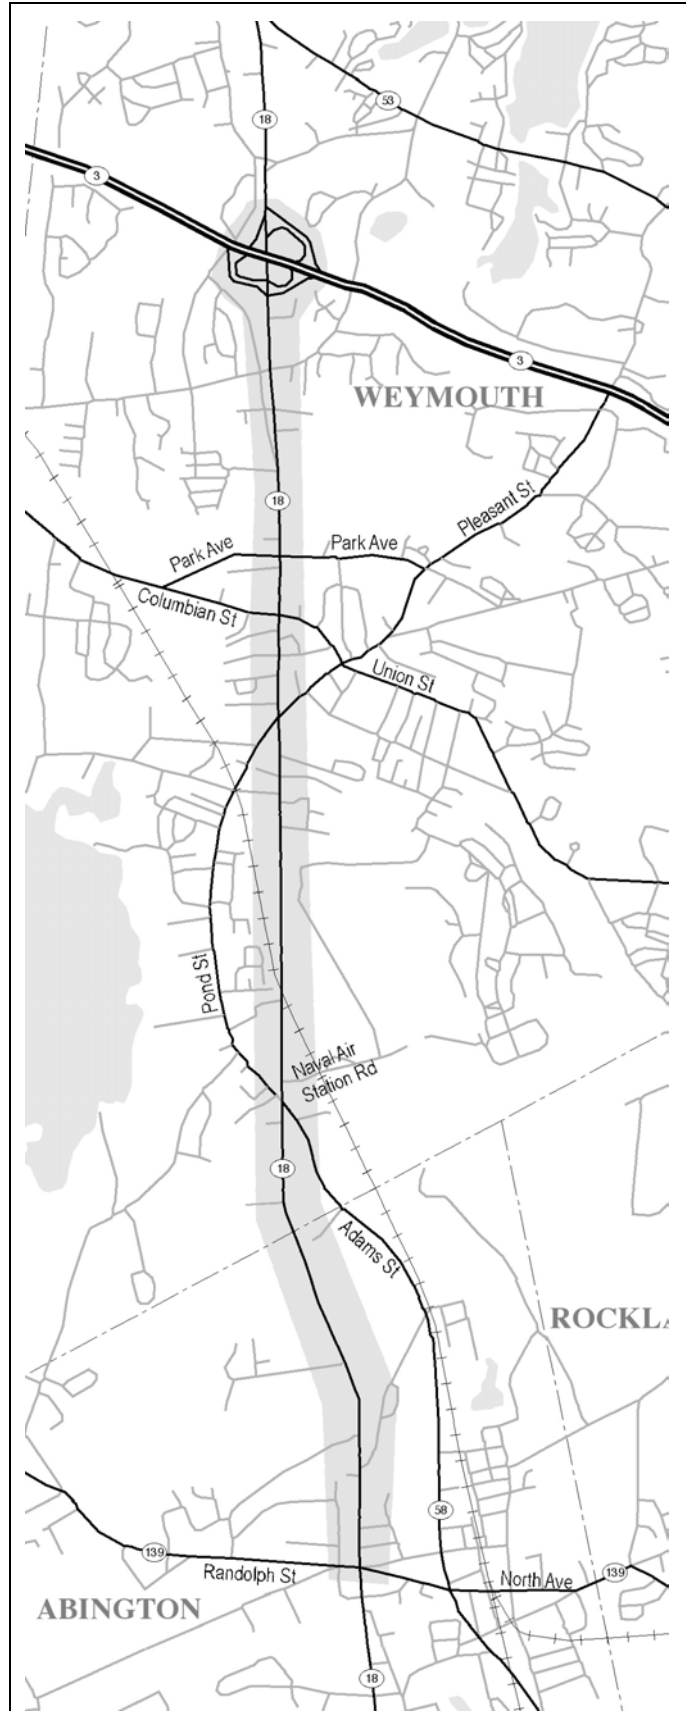 53
18
3
3
WEYMOUTH
18
Pleasant St
Park Ave
Park Ave
Columbian St
Union St
Pond St
Naval Air
Station Rd
18
Adams St
ROCKLA
58
139
Randolph St
North Ave
139
ABINGTON
18